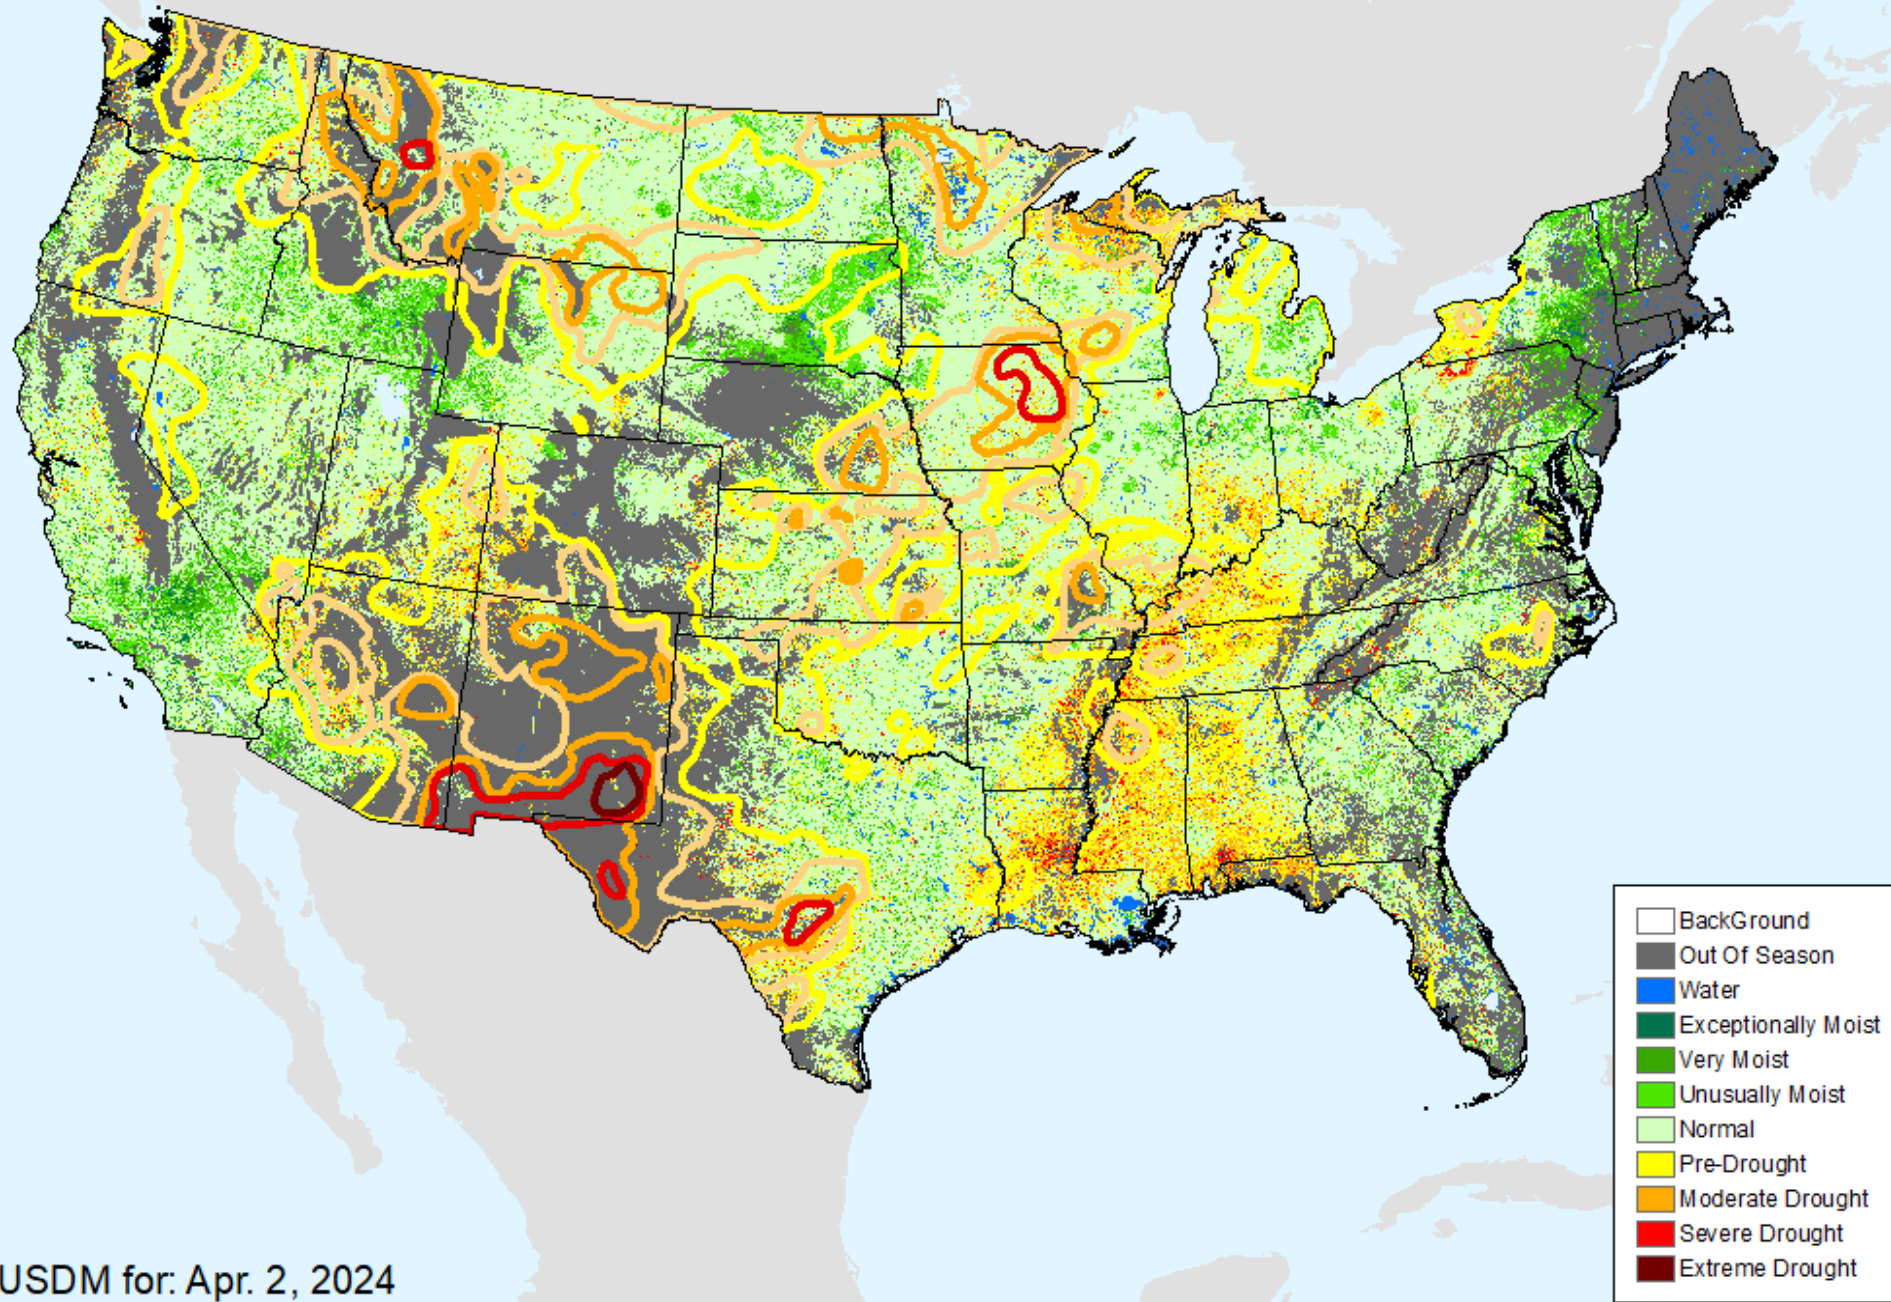 BackGround
Out Of Season
Water
Exceptionally Moist
Very Moist
Unusually Moist
Normal
Pre-Drought
Moderate Drought
Severe Drought
Extreme Drought
USDM for: Apr. 2, 2024